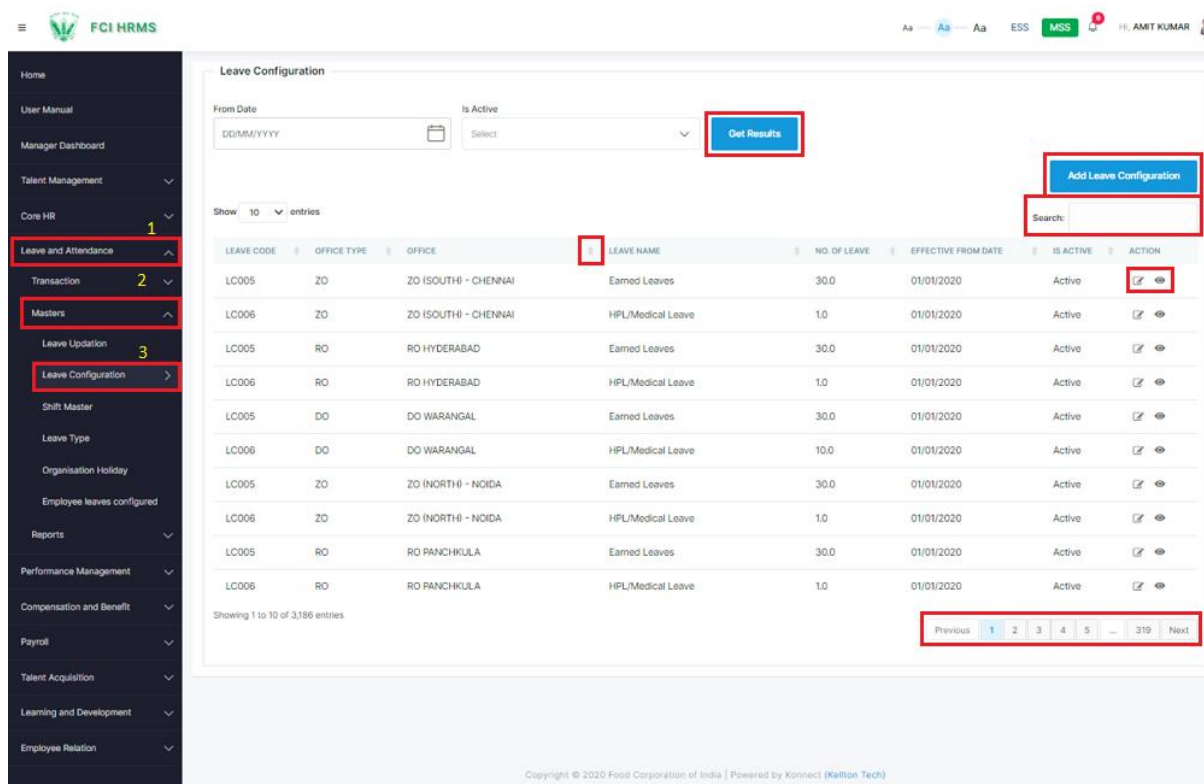 FCI HRMS
Aa Aa Aa ESS MSS Hi, AMIT KUMAR
Home
User Manual
Manager Dashboard
Talent Management
Core HR
1
Leave and Attendance
Transaction 2
Masters
Leave Updation
3
Leave Configuration
Shift Master
Leave Type
Organisation Holiday
Employee leaves configured
Reports
Performance Management
Compensation and Benefit
Payroll
Talent Acquisition
Learning and Development
Employee Relation
Leave Configuration
From Date Is Active
DD/MM/YYYY Select Get Results
Add Leave Configuration
Show 10 entries Search:
LEAVE CODE OFFICE TYPE OFFICE LEAVE NAME NO. OF LEAVE EFFECTIVE FROM DATE IS ACTIVE ACTION
LC005 ZO ZO (SOUTH) - CHENNAI Earned Leaves 30.0 01/01/2020 Active
LC006 ZO ZO (SOUTH) - CHENNAI HPL/Medical Leave 1.0 01/01/2020 Active
LC005 RO RO HYDERABAD Earned Leaves 30.0 01/01/2020 Active
LC006 RO RO HYDERABAD HPL/Medical Leave 1.0 01/01/2020 Active
LC005 DO DO WARANGAL Earned Leaves 30.0 01/01/2020 Active
LC006 DO DO WARANGAL HPL/Medical Leave 10.0 01/01/2020 Active
LC005 ZO ZO (NORTH) - NOIDA Earned Leaves 30.0 01/01/2020 Active
LC006 ZO ZO (NORTH) - NOIDA HPL/Medical Leave 1.0 01/01/2020 Active
LC005 RO RO PANCHKULA Earned Leaves 30.0 01/01/2020 Active
LC006 RO RO PANCHKULA HPL/Medical Leave 1.0 01/01/2020 Active
Showing 1 to 10 of 3,186 entries
Previous 1 2 3 4 5 ... 319 Next
Copyright © 2020 Food Corporation of India | Powered by Konnect (Kellton Tech)